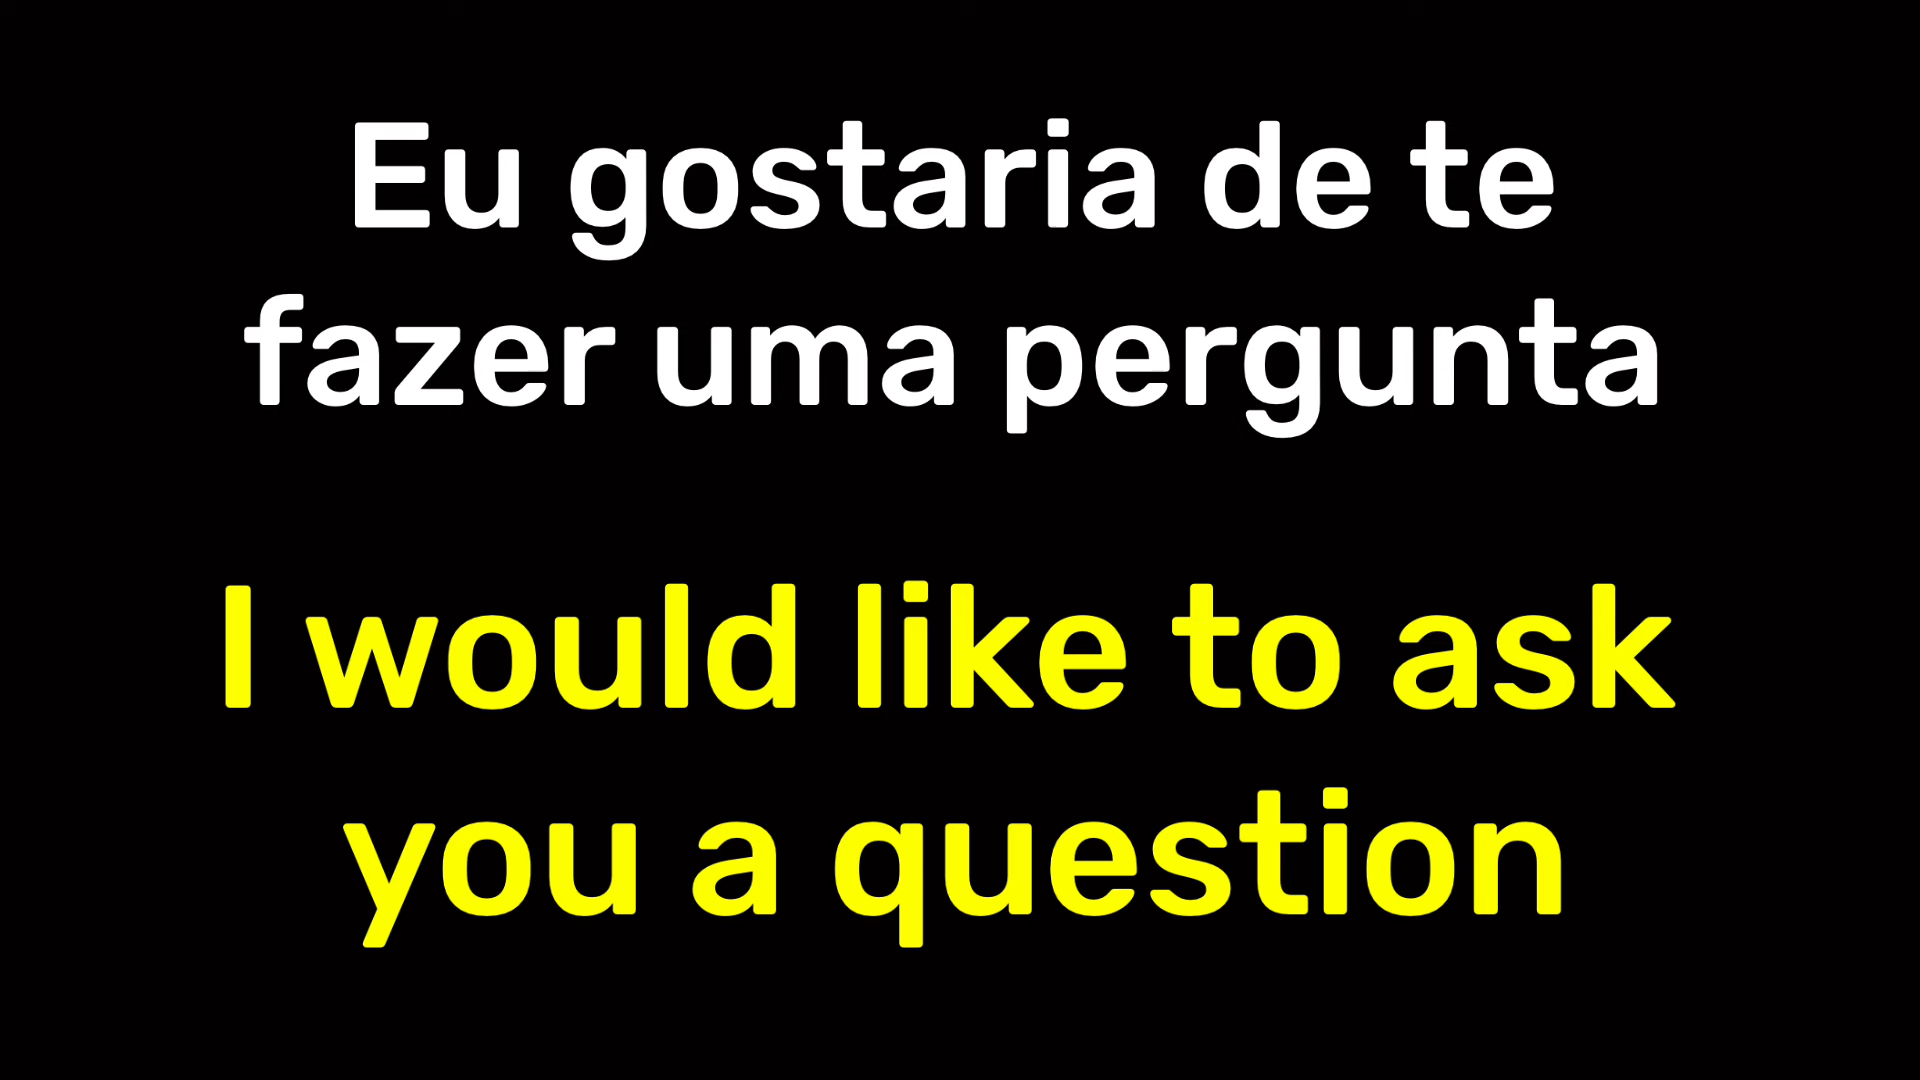 Eu gostaria de te
fazer uma pergunta
I would like to ask
you a question